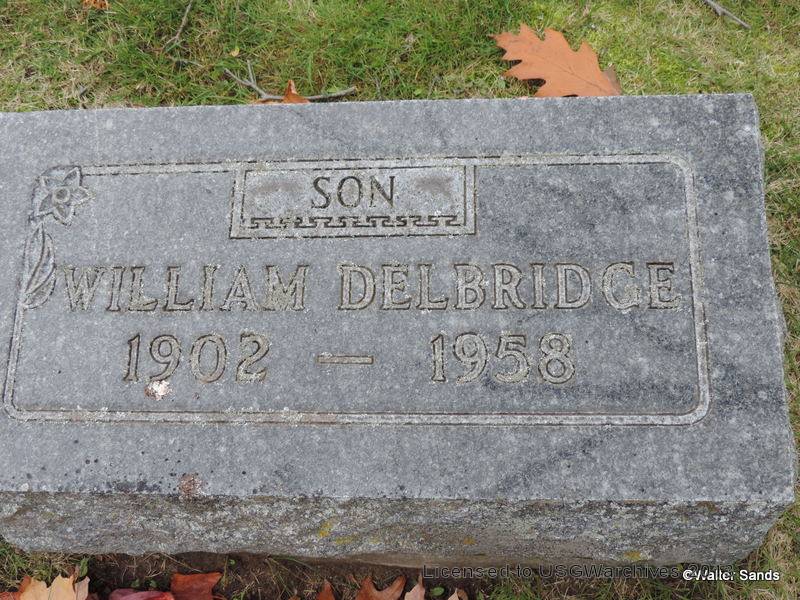 SON
WILLIAM DELBRIDGE
1902 — 1958
Licensed to USGWarchives
©Walter Sands